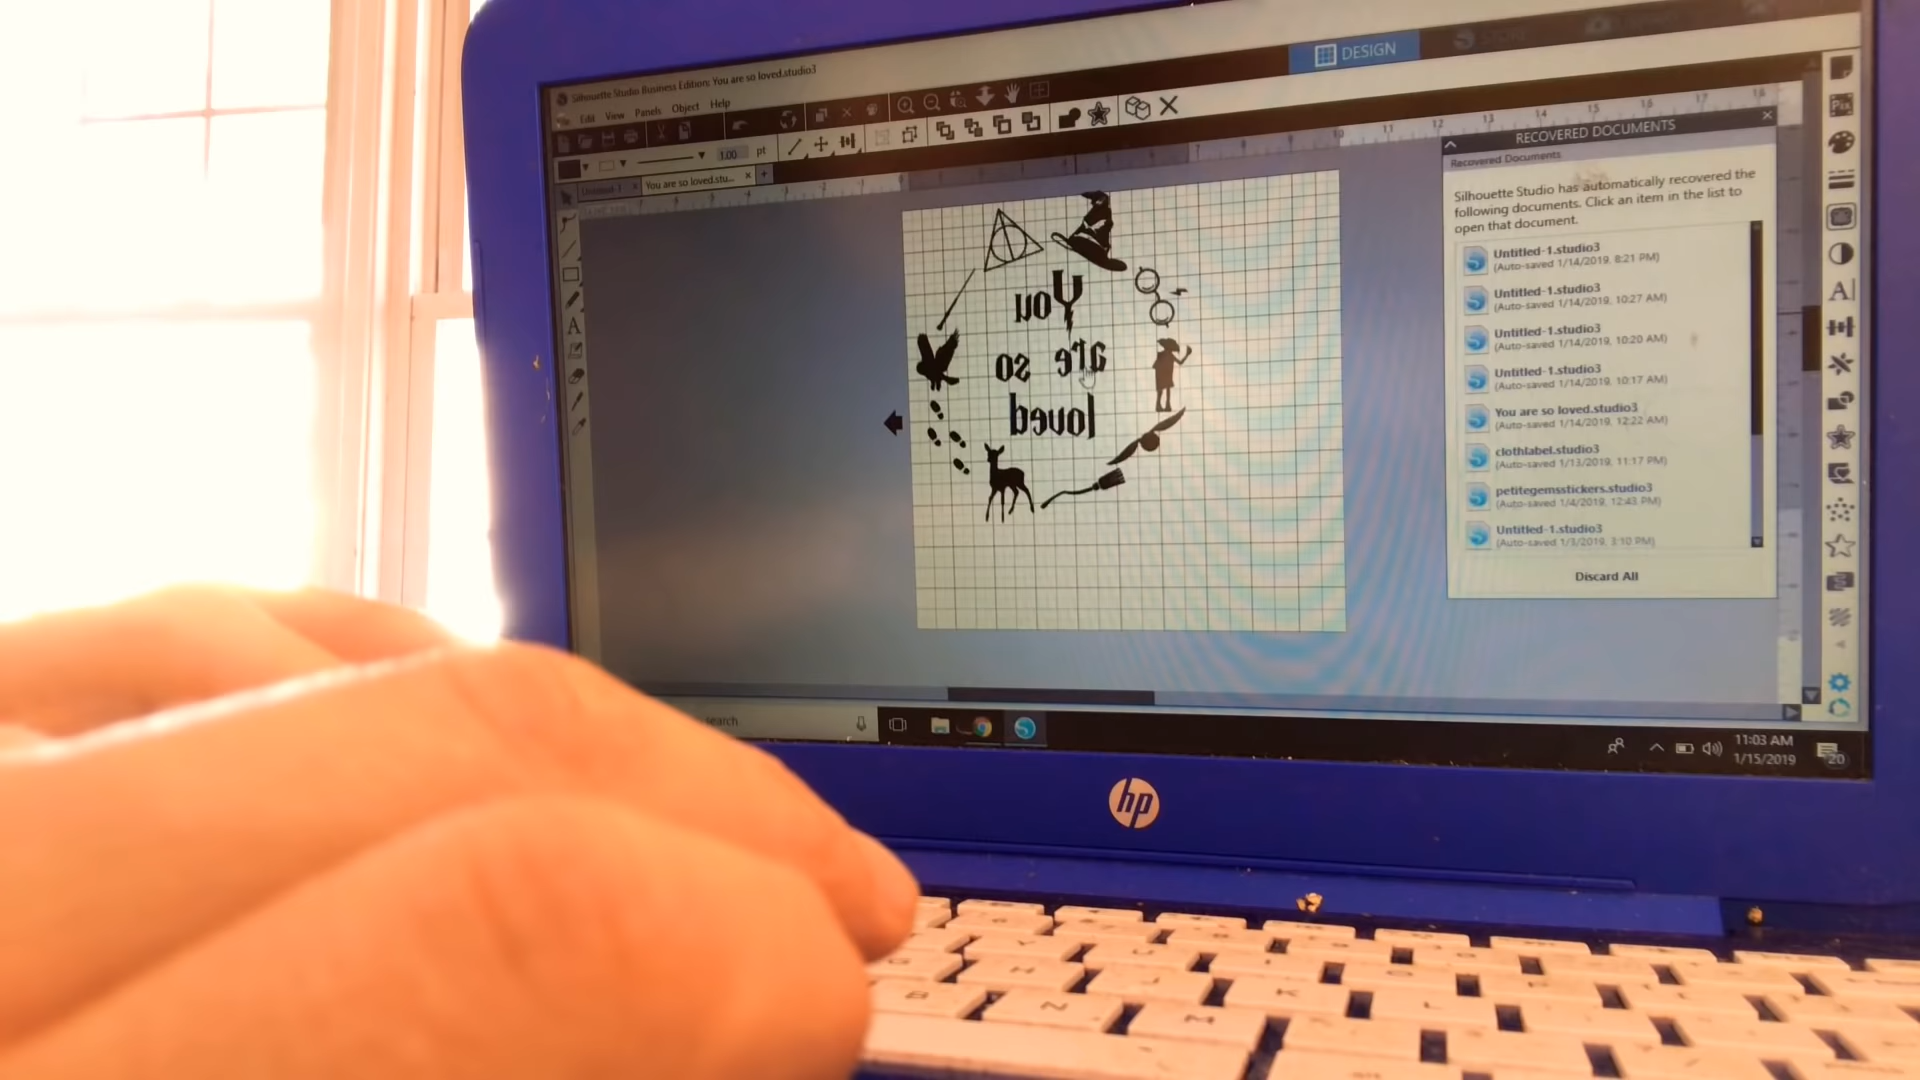 DESIGN
Silhouette Studio Business Edition: You are so loved.studio3
Edit View Panels Object Help
1.00 pt
Untitled-1
You are so loved.stu...
You
are so
loved
RECOVERED DOCUMENTS
Recovered Documents
Silhouette Studio has automatically recovered the
following documents. Click an item in the list to
open that document.
Untitled-1.studio3
(Auto-saved 1/14/2019, 8:21 PM)
Untitled-1.studio3
(Auto-saved 1/14/2019, 10:27 AM)
Untitled-1.studio3
(Auto-saved 1/14/2019, 10:20 AM)
Untitled-1.studio3
(Auto-saved 1/14/2019, 10:17 AM)
You are so loved.studio3
(Auto-saved 1/14/2019, 12:22 AM)
clothlabel.studio3
(Auto-saved 1/13/2019, 11:17 PM)
petitegemsstickers.studio3
(Auto-saved 1/4/2019, 12:43 PM)
Untitled-1.studio3
(Auto-saved 1/3/2019, 3:10 PM)
Discard All
search
11:03 AM
1/15/2019
20
hp